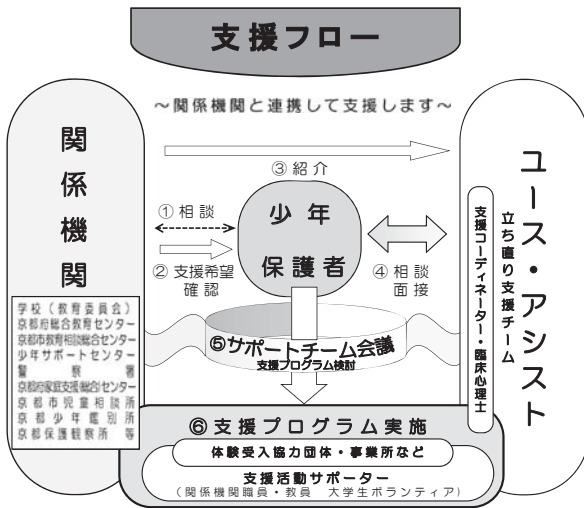 支援フロー
～関係機関と連携して支援します～
関係機関
学校（教育委員会）
京都府総合教育センター
京都市教育相談総合センター
少年サポートセンター
警察署
京都府家庭支援総合センター
京都市児童相談所
京都少年鑑別所
京都保護観察所 等
③紹介
①相談
②支援希望
確認
少年
保護者
④相談
面接
ユース・アシスト
立ち直り支援チーム
支援コーディネーター・臨床心理士
⑤サポートチーム会議
支援プログラム検討
⑥支援プログラム実施
体験受入協力団体・事業所など
支援活動サポーター
（関係機関職員・教員 大学生ボランティア）